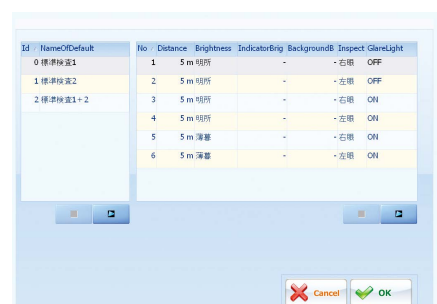 Id NameOfDefault
0 標準検査1
1 標準検査2
2 標準検査1+2
No Distance Brightness IndicatorBrig BackgroundB Inspect GlareLight
1 5 m 明所 - - 右眼 OFF
2 5 m 明所 - - 左眼 OFF
3 5 m 明所 - - 右眼 ON
4 5 m 明所 - - 左眼 ON
5 5 m 薄暮 - - 右眼 ON
6 5 m 薄暮 - - 左眼 ON
Cancel OK